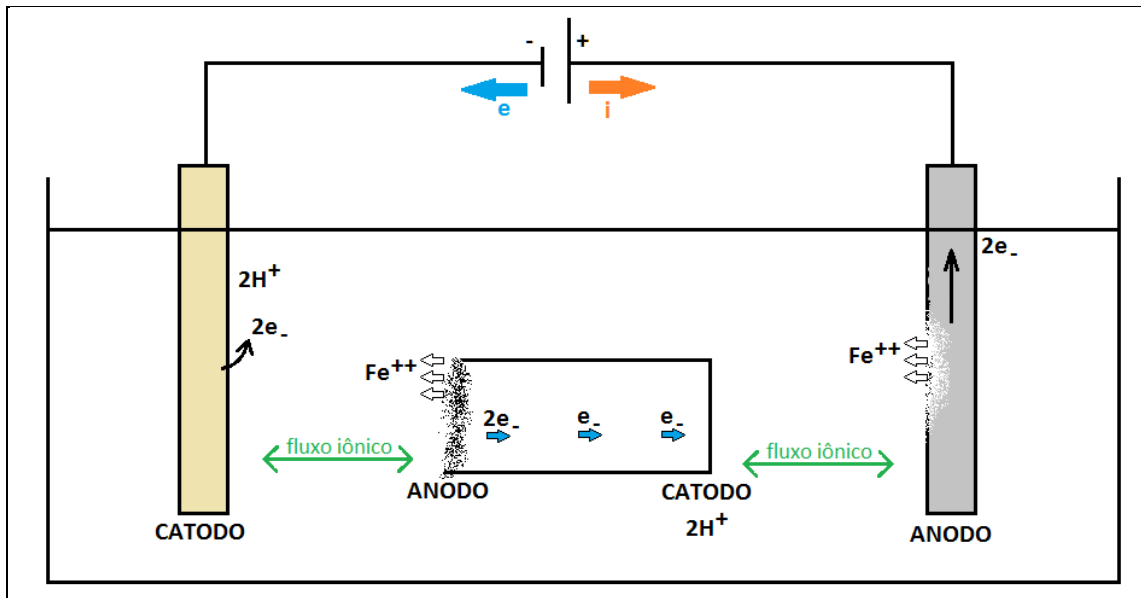 - +
e i
2e-
2H⁺
2e-
Fe⁺⁺
Fe⁺⁺
2e- e- e-
fluxo iônico
fluxo iônico
ANODO
CATODO
2H⁺
CATODO
ANODO